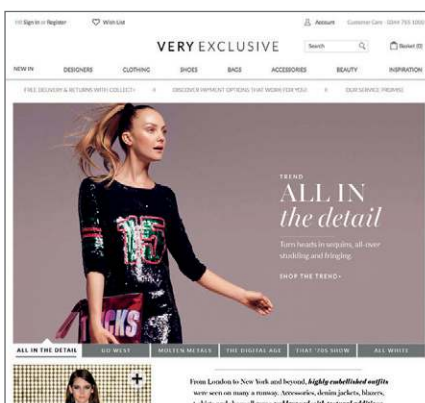 Hi! Sign in or Register
Wish List
Account
Customer Care
VERY EXCLUSIVE
Search
Basket (0)
NEW IN
DESIGNERS
CLOTHING
SHOES
BAGS
ACCESSORIES
BEAUTY
INSPIRATION
FREE DELIVERY & RETURNS WITH COLLECT+
DISCOVER PAYMENT OPTIONS THAT WORK FOR YOU
OUR SERVICE PROMISE
TREND
ALL IN
the detail
Turn heads in sequins, all-over
studding and fringing.
SHOP THE TREND
15
CKS
ALL IN THE DETAIL
GO WEST
MOLTEN METALS
THE DIGITAL AGE
THAT '70S SHOW
ALL WHITE
From London to New York and beyond, highly embellished outfits
were seen on many a runway. Accessories, denim jackets, blazers,